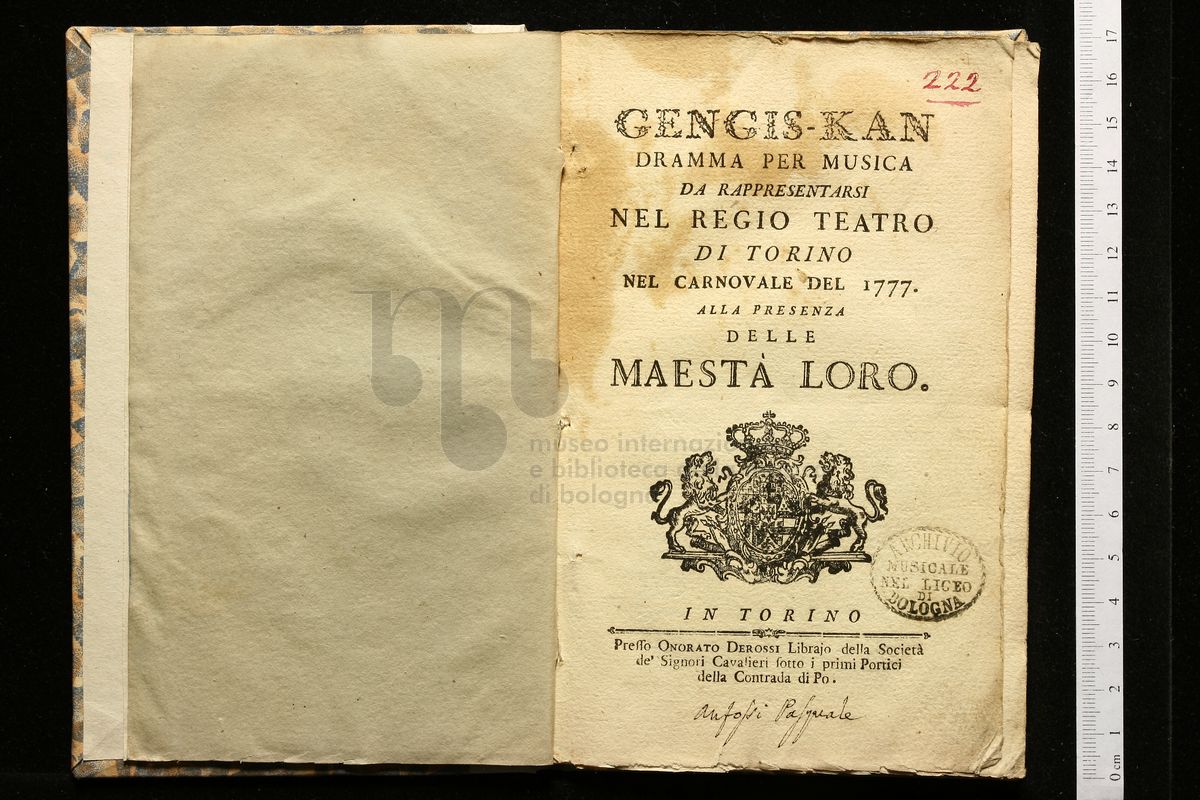 222
GENGIS-KAN
DRAMMA PER MUSICA
DA RAPPRESENTARSI
NEL REGIO TEATRO
DI TORINO
NEL CARNOVALE DEL 1777.
ALLA PRESENZA
DELLE
MAESTÀ LORO.
museo internazi
e biblioteca
di bologna
ARCHIVIO
MUSICALE
NEL LICEO
DI
BOLOGNA
IN TORINO
Preſſo ONORATO DEROSSI Librajo della Società
de' Signori Cavalieri ſotto i primi Portici
della Contrada di Po.
Anfoſsi Paſquale
17
16
15
14
13
12
11
10
9
8
7
6
5
4
3
2
1
0 cm